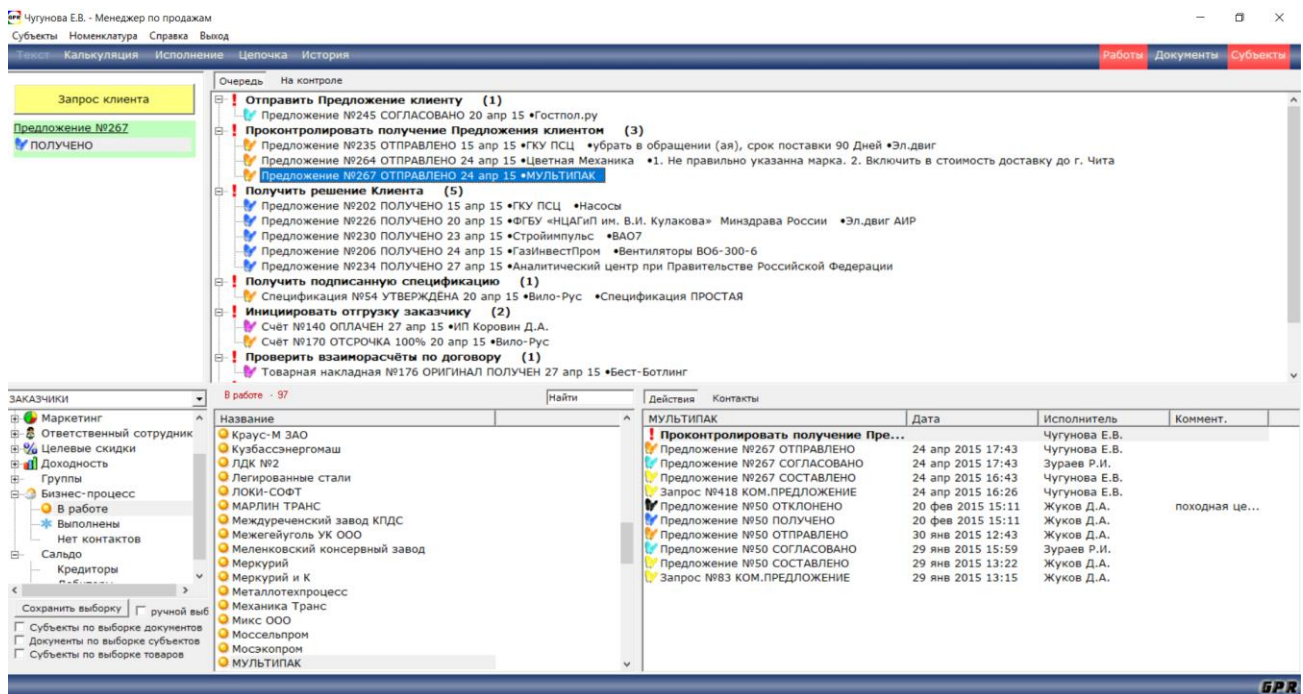 GPR Чугунова Е.В. - Менеджер по продажам
Субъекты Номенклатура Справка Выход
Текст Калькуляция Исполнение Цепочка История Работы Документы Субъекты
Очередь На контроле
Запрос клиента
Предложение №267
ПОЛУЧЕНО
! Отправить Предложение клиенту (1)
Предложение №245 СОГЛАСОВАНО 20 апр 15 •Гостпол.ру
! Проконтролировать получение Предложения клиентом (3)
Предложение №235 ОТПРАВЛЕНО 15 апр 15 •ГКУ ПСЦ •убрать в обращении (ая), срок поставки 90 Дней •Эл.двиг
Предложение №264 ОТПРАВЛЕНО 24 апр 15 •Цветная Механика •1. Не правильно указанна марка. 2. Включить в стоимость доставку до г. Чита
Предложение №267 ОТПРАВЛЕНО 24 апр 15 •МУЛЬТИПАК
! Получить решение Клиента (5)
Предложение №202 ПОЛУЧЕНО 15 апр 15 •ГКУ ПСЦ •Насосы
Предложение №226 ПОЛУЧЕНО 20 апр 15 •ФГБУ «НЦАГиП им. В.И. Кулакова» Минздрава России •Эл.двиг АИР
Предложение №230 ПОЛУЧЕНО 23 апр 15 •Стройимпульс •ВАО7
Предложение №206 ПОЛУЧЕНО 24 апр 15 •ГазИнвестПром •Вентиляторы ВО6-300-6
Предложение №234 ПОЛУЧЕНО 27 апр 15 •Аналитический центр при Правительстве Российской Федерации
! Получить подписанную спецификацию (1)
Спецификация №54 УТВЕРЖДЁНА 20 апр 15 •Вило-Рус •Спецификация ПРОСТАЯ
! Инициировать отгрузку заказчику (2)
Счёт №140 ОПЛАЧЕН 27 апр 15 •ИП Коровин Д.А.
Счёт №170 ОТСРОЧКА 100% 20 апр 15 •Вило-Рус
! Проверить взаиморасчёты по договору (1)
Товарная накладная №176 ОРИГИНАЛ ПОЛУЧЕН 27 апр 15 •Бест-Ботлинг
ЗАКАЗЧИКИ
Маркетинг
Ответственный сотрудник
Целевые скидки
Доходность
Группы
Бизнес-процесс
В работе
Выполнены
Нет контактов
Сальдо
Кредиторы
Сохранить выборку ручной выб
Субъекты по выборке документов
Документы по выборке субъектов
Субъекты по выборке товаров
В работе - 97 Найти
Название
Краус-М ЗАО
Кузбассэнергомаш
ЛДК №2
Легированные стали
ЛОКИ-СОФТ
МАРЛИН ТРАНС
Междуреченский завод КПДС
Межегейуголь УК ООО
Меленковский консервный завод
Меркурий
Меркурий и К
Металлотехпроцесс
Механика Транс
Микс ООО
Моссельпром
Мосэкопром
МУЛЬТИПАК
Действия Контакты
МУЛЬТИПАК Дата Исполнитель Коммент.
! Проконтролировать получение Пре... Чугунова Е.В.
Предложение №267 ОТПРАВЛЕНО 24 апр 2015 17:43 Чугунова Е.В.
Предложение №267 СОГЛАСОВАНО 24 апр 2015 17:43 Зураев Р.И.
Предложение №267 СОСТАВЛЕНО 24 апр 2015 16:43 Чугунова Е.В.
Запрос №418 КОМ.ПРЕДЛОЖЕНИЕ 24 апр 2015 16:26 Чугунова Е.В.
Предложение №50 ОТКЛОНЕНО 20 фев 2015 15:11 Жуков Д.А. походная це...
Предложение №50 ПОЛУЧЕНО 20 фев 2015 15:11 Жуков Д.А.
Предложение №50 ОТПРАВЛЕНО 30 янв 2015 12:43 Жуков Д.А.
Предложение №50 СОГЛАСОВАНО 29 янв 2015 15:59 Зураев Р.И.
Предложение №50 СОСТАВЛЕНО 29 янв 2015 13:22 Жуков Д.А.
Запрос №83 КОМ.ПРЕДЛОЖЕНИЕ 29 янв 2015 13:15 Жуков Д.А.
GPR